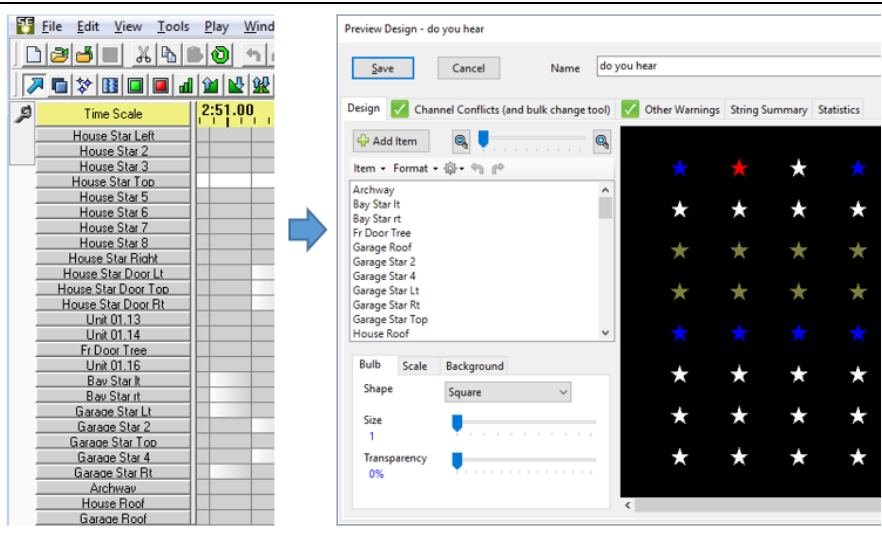 SE File Edit View Tools Play Wind
Time Scale 2:51.00
House Star Left
House Star 2
House Star 3
House Star Top
House Star 5
House Star 6
House Star 7
House Star 8
House Star Right
House Star Door Lt
House Star Door Top
House Star Door Rt
Unit 01.13
Unit 01.14
Fr Door Tree
Unit 01.16
Bay Star lt
Bay Star rt
Garage Star Lt
Garage Star 2
Garage Star Top
Garage Star 4
Garage Star Rt
Archway
House Roof
Garage Roof
Preview Design - do you hear
Save Cancel Name do you hear
Design Channel Conflicts (and bulk change tool) Other Warnings String Summary Statistics
Add Item
Item Format
Archway
Bay Star lt
Bay Star rt
Fr Door Tree
Garage Roof
Garage Star 2
Garage Star 4
Garage Star Lt
Garage Star Rt
Garage Star Top
House Roof
Bulb Scale Background
Shape Square
Size
1
Transparency
0%